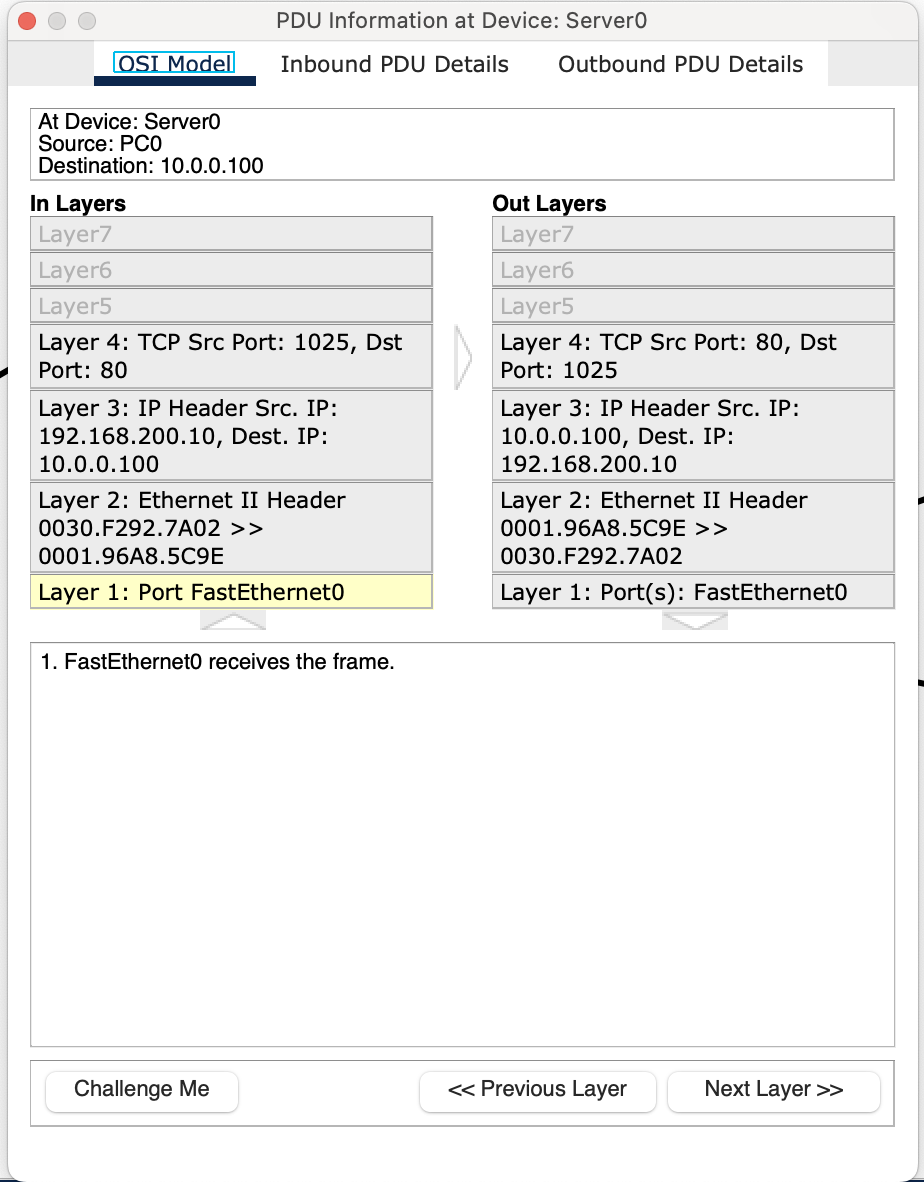 PDU Information at Device: Server0
OSI Model Inbound PDU Details Outbound PDU Details
At Device: Server0
Source: PC0
Destination: 10.0.0.100
In Layers
Layer7
Layer6
Layer5
Layer 4: TCP Src Port: 1025, Dst
Port: 80
Layer 3: IP Header Src. IP:
192.168.200.10, Dest. IP:
10.0.0.100
Layer 2: Ethernet II Header
0030.F292.7A02 >>
0001.96A8.5C9E
Layer 1: Port FastEthernet0
Out Layers
Layer7
Layer6
Layer5
Layer 4: TCP Src Port: 80, Dst
Port: 1025
Layer 3: IP Header Src. IP:
10.0.0.100, Dest. IP:
192.168.200.10
Layer 2: Ethernet II Header
0001.96A8.5C9E >>
0030.F292.7A02
Layer 1: Port(s): FastEthernet0
1. FastEthernet0 receives the frame.
Challenge Me << Previous Layer Next Layer >>